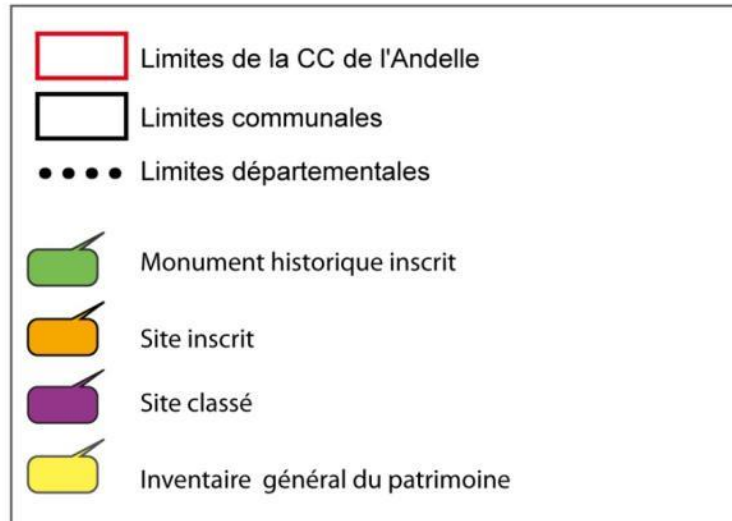 Limites de la CC de l'Andelle
Limites communales
Limites départementales
Monument historique inscrit
Site inscrit
Site classé
Inventaire général du patrimoine